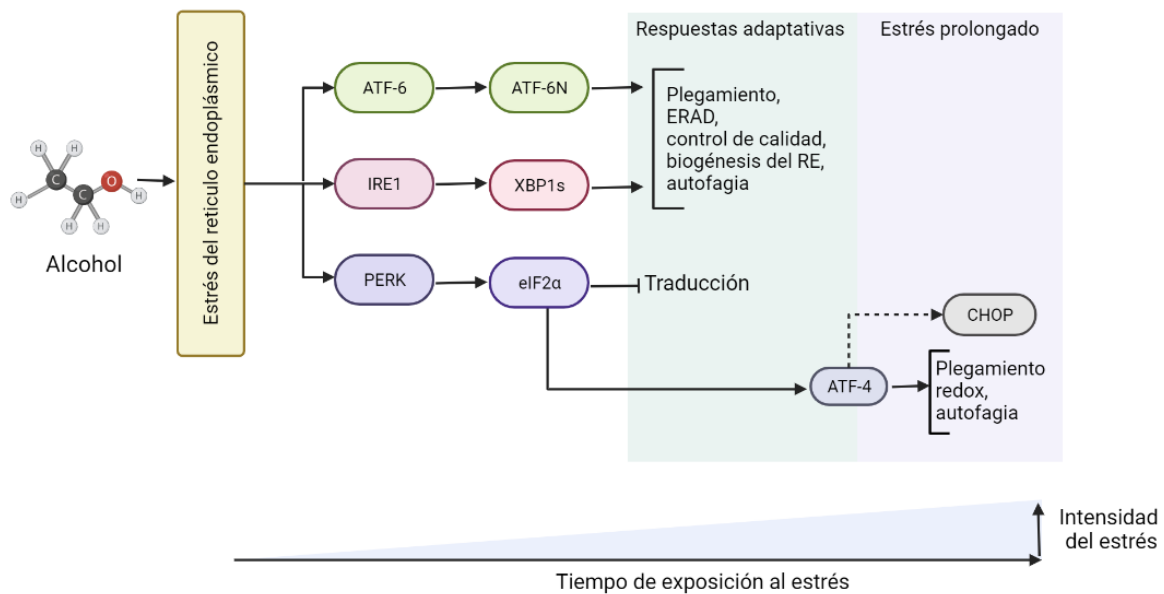 Respuestas adaptativas
Estrés prolongado
Estrés del reticulo endoplásmico
ATF-6
ATF-6N
Plegamiento,
ERAD,
control de calidad,
biogénesis del RE,
autofagia
H
H
H
C
C
O
H
H
H
Alcohol
IRE1
XBP1s
PERK
eIF2α
Traducción
CHOP
ATF-4
Plegamiento
redox,
autofagia
Intensidad
del estrés
Tiempo de exposición al estrés